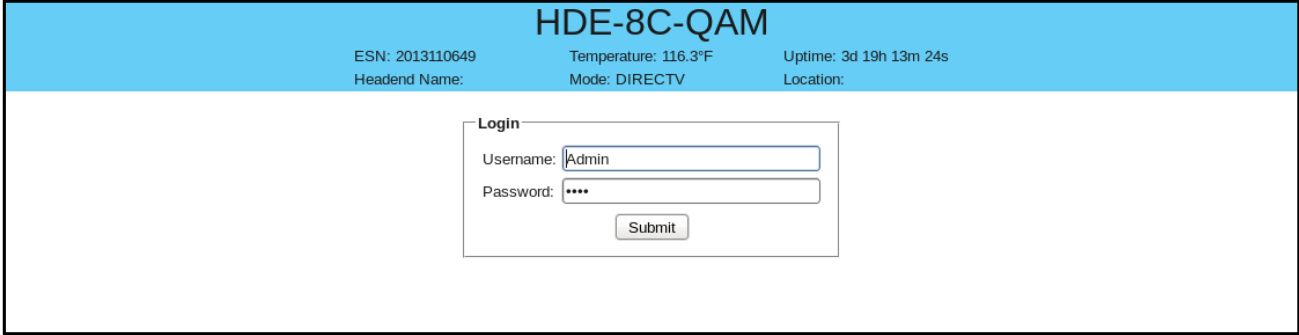 HDE-8C-QAM
ESN: 2013110649 Temperature: 116.3°F Uptime: 3d 19h 13m 24s
Headend Name: Mode: DIRECTV Location:
Login
Username: Admin
Password: ••••
Submit